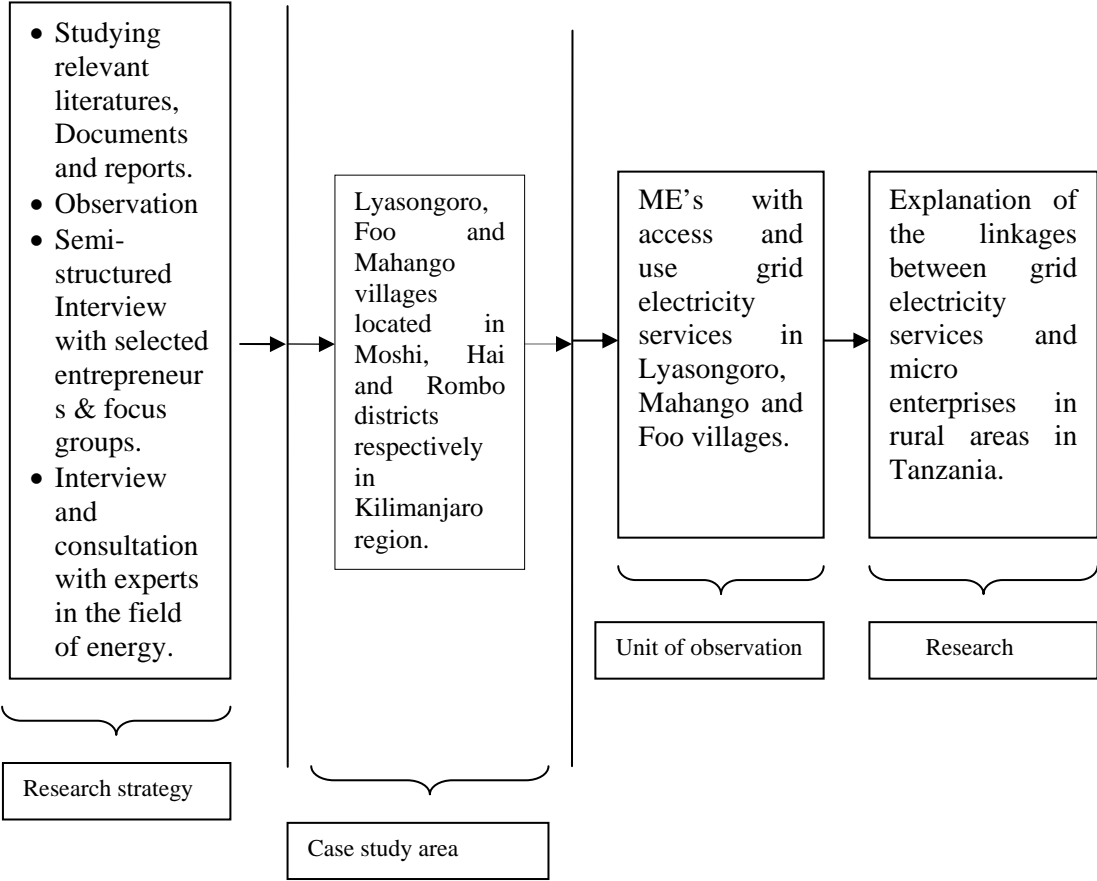 • Studying
relevant
literatures,
Documents
and reports.
• Observation
• Semi-
structured
Interview
with selected
entrepreneur
s & focus
groups.
• Interview
and
consultation
with experts
in the field
of energy.
Research strategy
Lyasongoro,
Foo and
Mahango
villages
located in
Moshi, Hai
and Rombo
districts
respectively
in
Kilimanjaro
region.
Case study area
ME’s with
access and
use grid
electricity
services in
Lyasongoro,
Mahango and
Foo villages.
Unit of observation
Explanation of
the linkages
between grid
electricity
services and
micro
enterprises in
rural areas in
Tanzania.
Research